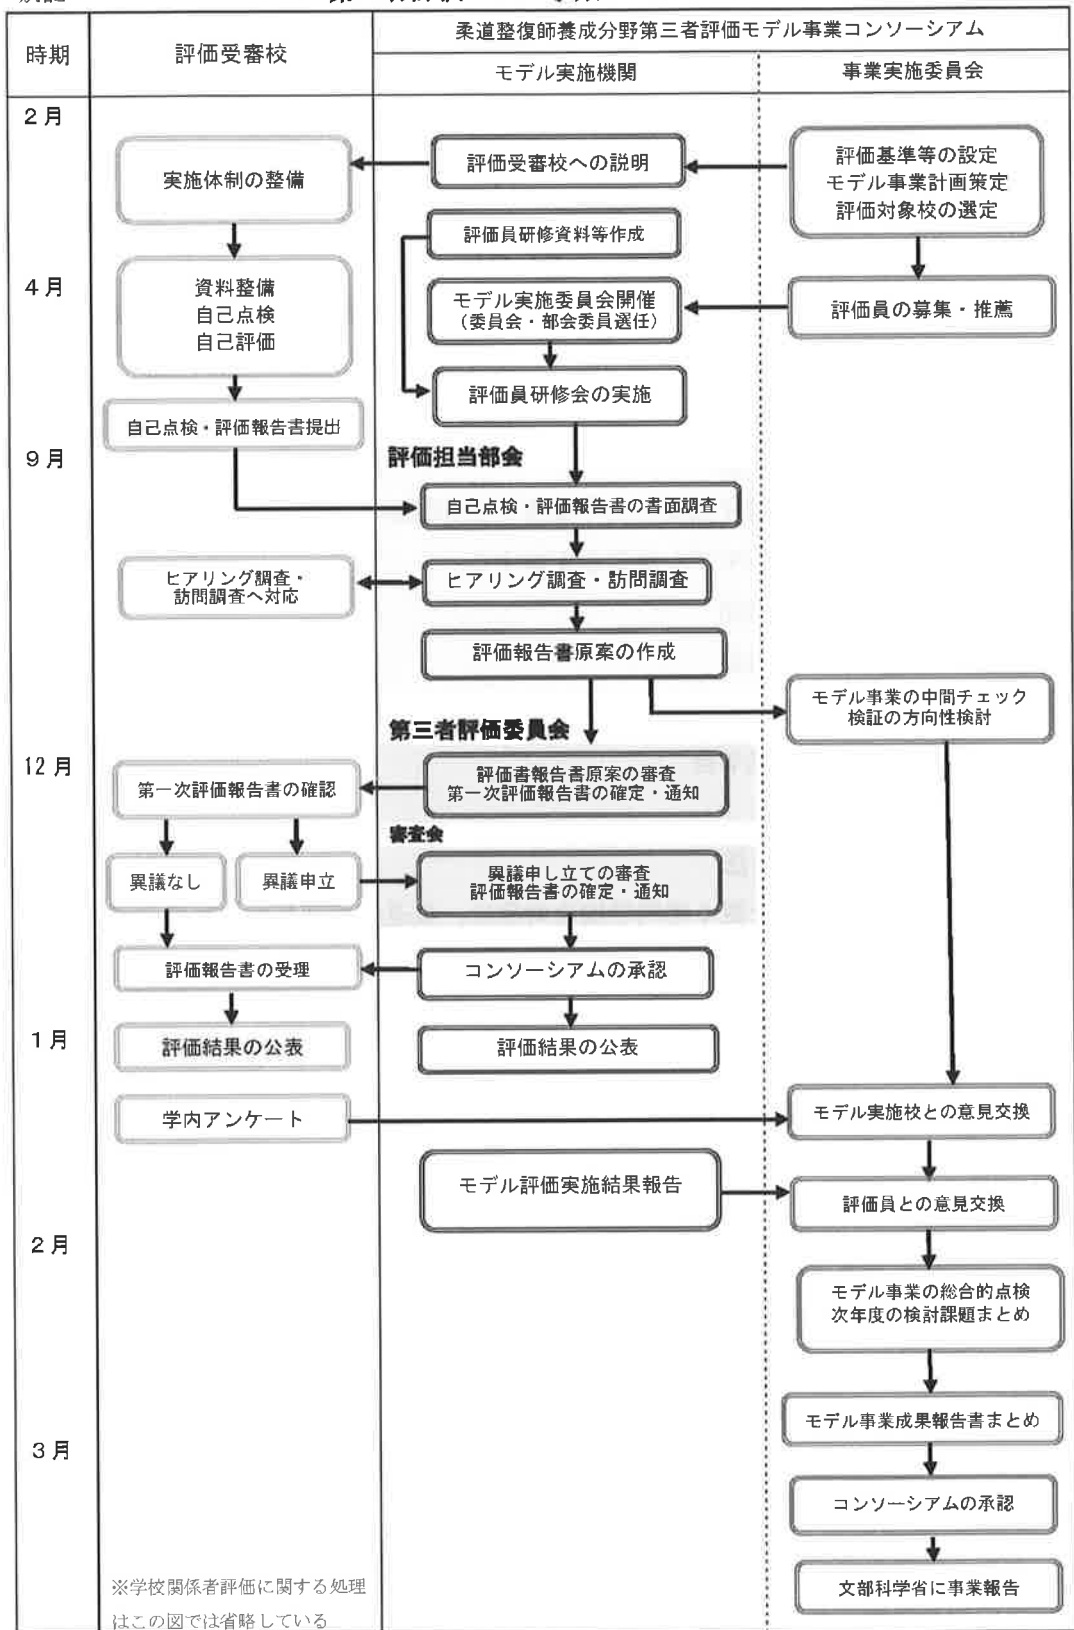 時期
評価受審校
柔道整復師養成分野第三者評価モデル事業コンソーシアム
モデル実施機関
事業実施委員会
2月
実施体制の整備
評価受審校への説明
評価基準等の設定
モデル事業計画策定
評価対象校の選定
評価員研修資料等作成
4月
資料整備
自己点検
自己評価
モデル実施委員会開催
（委員会・部会委員選任）
評価員の募集・推薦
評価員研修会の実施
自己点検・評価報告書提出
9月
評価担当部会
自己点検・評価報告書の書面調査
ヒアリング調査・
訪問調査へ対応
ヒアリング調査・訪問調査
評価報告書原案の作成
モデル事業の中間チェック
検証の方向性検討
第三者評価委員会
12月
第一次評価報告書の確認
評価書報告書原案の審査
第一次評価報告書の確定・通知
審査会
異議なし
異議申立
異議申し立ての審査
評価報告書の確定・通知
評価報告書の受理
コンソーシアムの承認
1月
評価結果の公表
評価結果の公表
学内アンケート
モデル実施校との意見交換
モデル評価実施結果報告
評価員との意見交換
2月
モデル事業の総合的点検
次年度の検討課題まとめ
モデル事業成果報告書まとめ
3月
コンソーシアムの承認
文部科学省に事業報告
※学校関係者評価に関する処理
はこの図では省略している